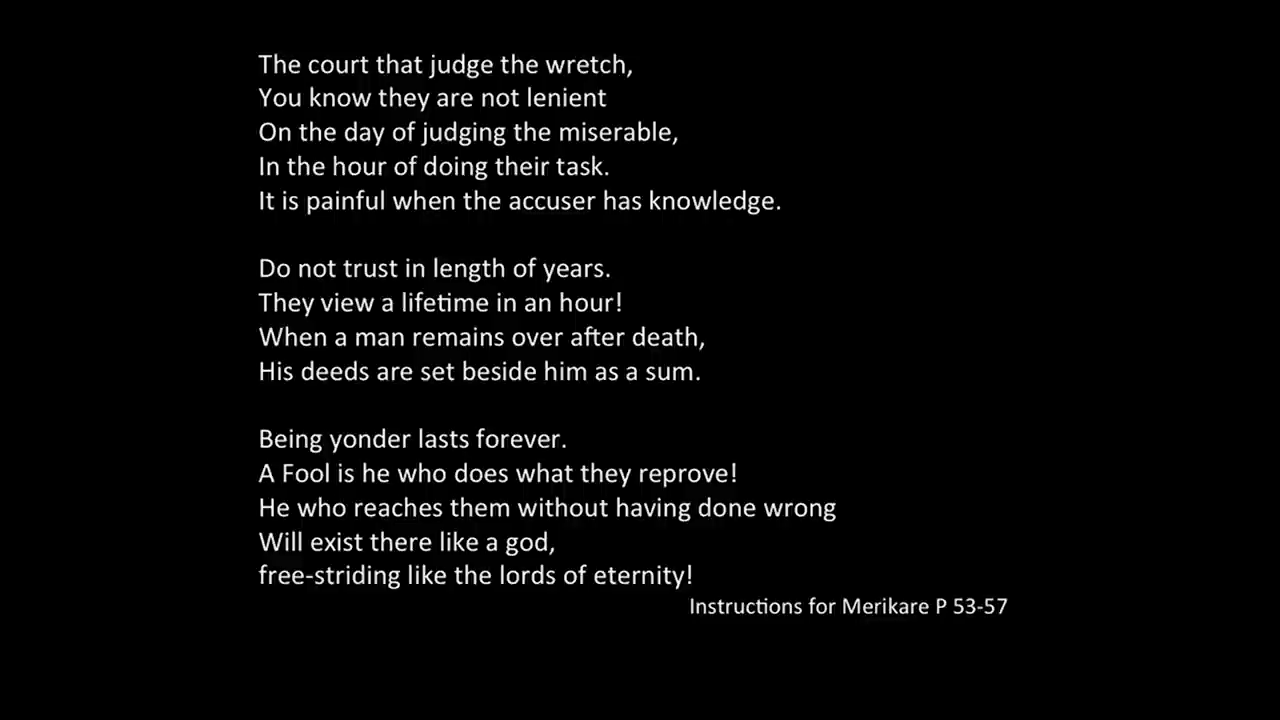 The court that judge the wretch,
You know they are not lenient
On the day of judging the miserable,
In the hour of doing their task.
It is painful when the accuser has knowledge.
Do not trust in length of years.
They view a lifetime in an hour!
When a man remains over after death,
His deeds are set beside him as a sum.
Being yonder lasts forever.
A Fool is he who does what they reprove!
He who reaches them without having done wrong
Will exist there like a god,
free-striding like the lords of eternity!
Instructions for Merikare P 53-57